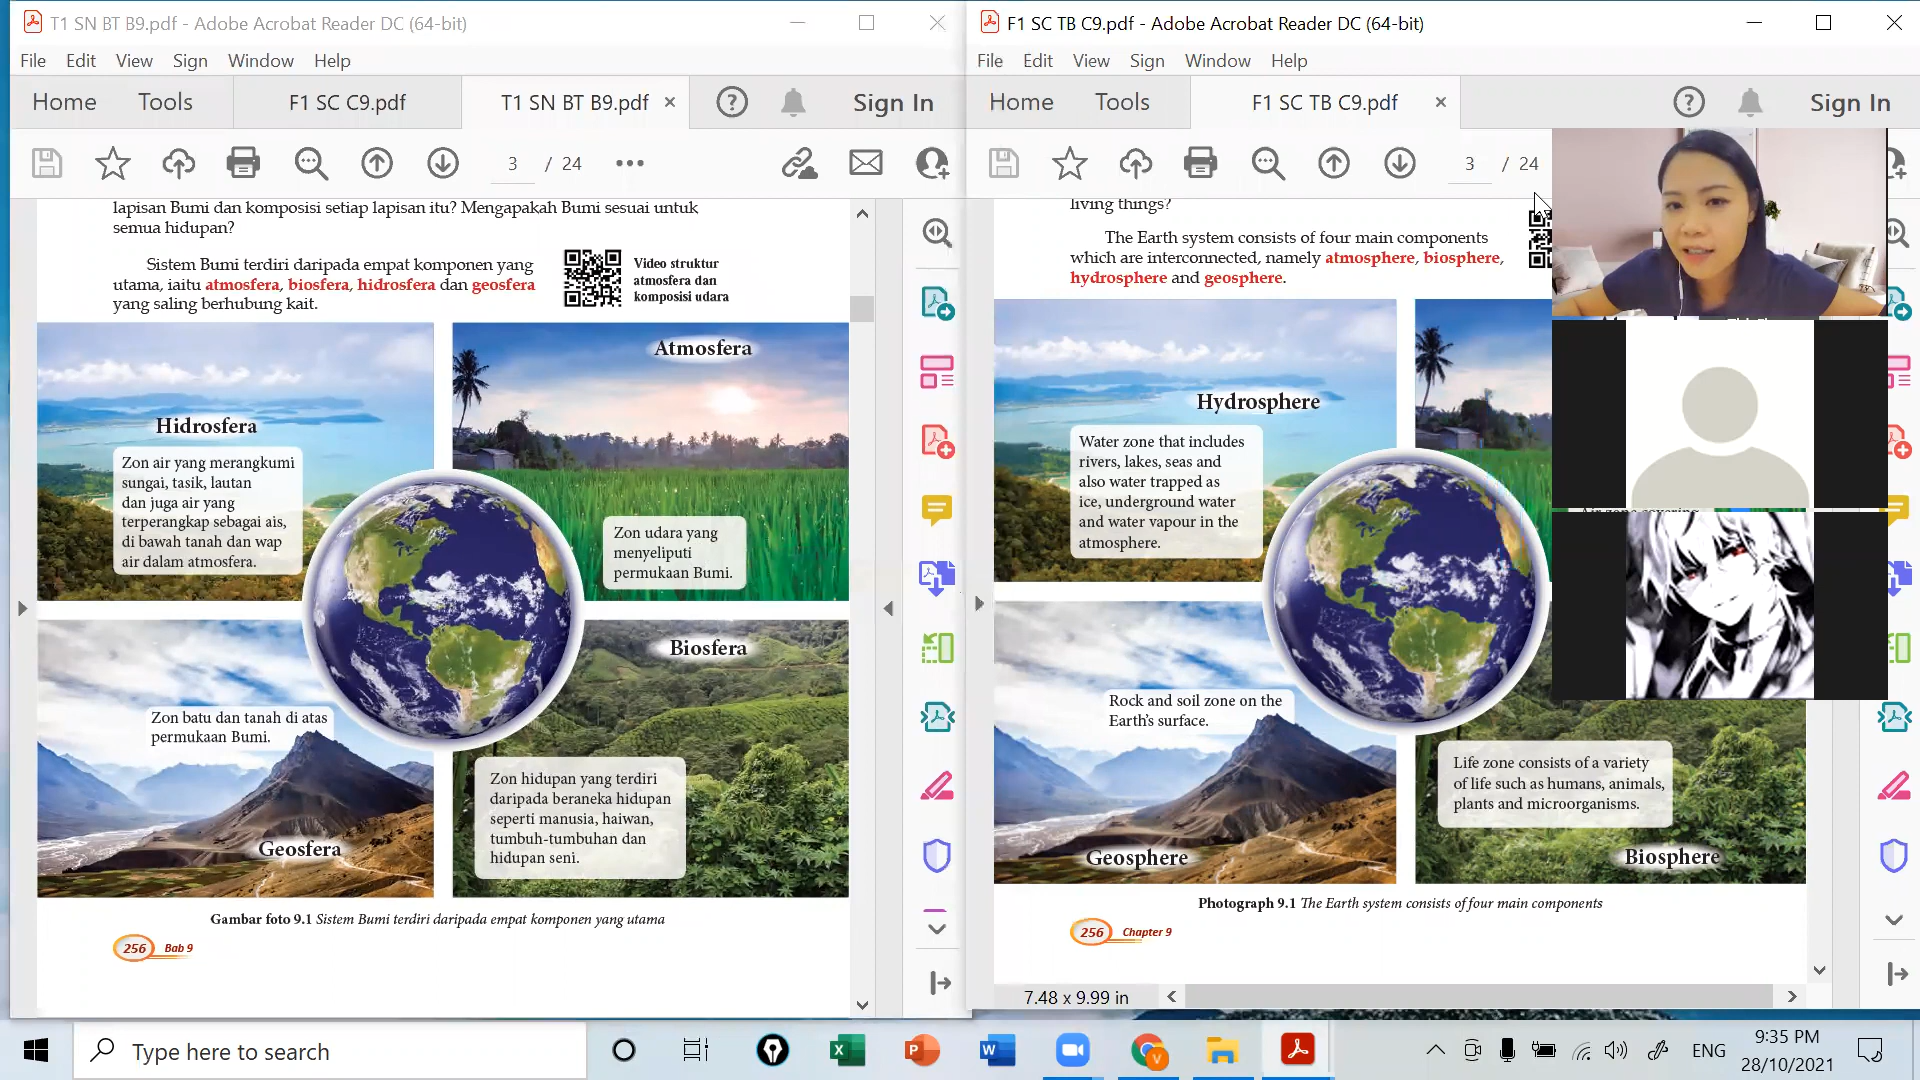 T1 SN BT B9.pdf - Adobe Acrobat Reader DC (64-bit)
File Edit View Sign Window Help
Home Tools F1 SC C9.pdf T1 SN BT B9.pdf × ? Sign In
3 / 24
lapisan Bumi dan komposisi setiap lapisan itu? Mengapakah Bumi sesuai untuk
semua hidupan?
Sistem Bumi terdiri daripada empat komponen yang
utama, iaitu atmosfera, biosfera, hidrosfera dan geosfera
yang saling berhubung kait.
Video struktur
atmosfera dan
komposisi udara
Hidrosfera
Zon air yang merangkumi
sungai, tasik, lautan
dan juga air yang
terperangkap sebagai ais,
di bawah tanah dan wap
air dalam atmosfera.
Atmosfera
Zon udara yang
menyeliputi
permukaan Bumi.
Zon batu dan tanah di atas
permukaan Bumi.
Geosfera
Biosfera
Zon hidupan yang terdiri
daripada beraneka hidupan
seperti manusia, haiwan,
tumbuh-tumbuhan dan
hidupan seni.
Gambar foto 9.1 Sistem Bumi terdiri daripada empat komponen yang utama
256 Bab 9
F1 SC TB C9.pdf - Adobe Acrobat Reader DC (64-bit)
File Edit View Sign Window Help
Home Tools F1 SC TB C9.pdf × ? Sign In
3 / 24
living things?
The Earth system consists of four main components
which are interconnected, namely atmosphere, biosphere,
hydrosphere and geosphere.
Hydrosphere
Water zone that includes
rivers, lakes, seas and
also water trapped as
ice, underground water
and water vapour in the
atmosphere.
Air zone covering
Rock and soil zone on the
Earth's surface.
Geosphere
Life zone consists of a variety
of life such as humans, animals,
plants and microorganisms.
Biosphere
Photograph 9.1 The Earth system consists of four main components
256 Chapter 9
7.48 x 9.99 in
Type here to search
ENG
9:35 PM
28/10/2021